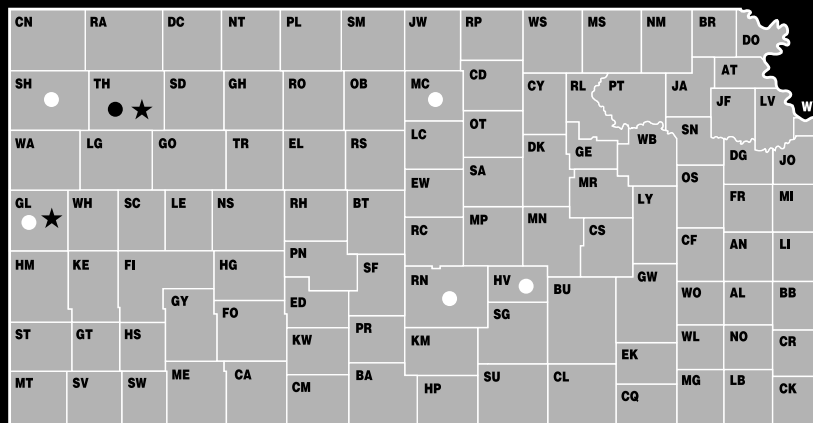 CN RA DC NT PL SM JW RP WS MS NM BR DO
SH TH SD GH RO OB MC CD CY RL PT JA AT JF LV W
WA LG GO TR EL RS LC OT DK GE WB SN DG JO
GL WH SC LE NS RH BT EW SA MR LY OS FR MI
RC MP MN CS
HM KE FI HG PN SF CF AN LI
RN HV BU GW
GY FO ED SG WO AL BB
ST GT HS KW PR KM WL NO CR
MT SV SW ME CA CM BA HP SU CL EK MG LB CK
CQ